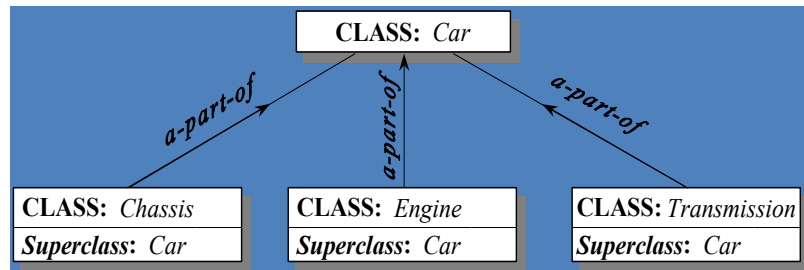 CLASS: Car
a-part-of
a-part-of
a-part-of
CLASS: Chassis
Superclass: Car
CLASS: Engine
Superclass: Car
CLASS: Transmission
Superclass: Car